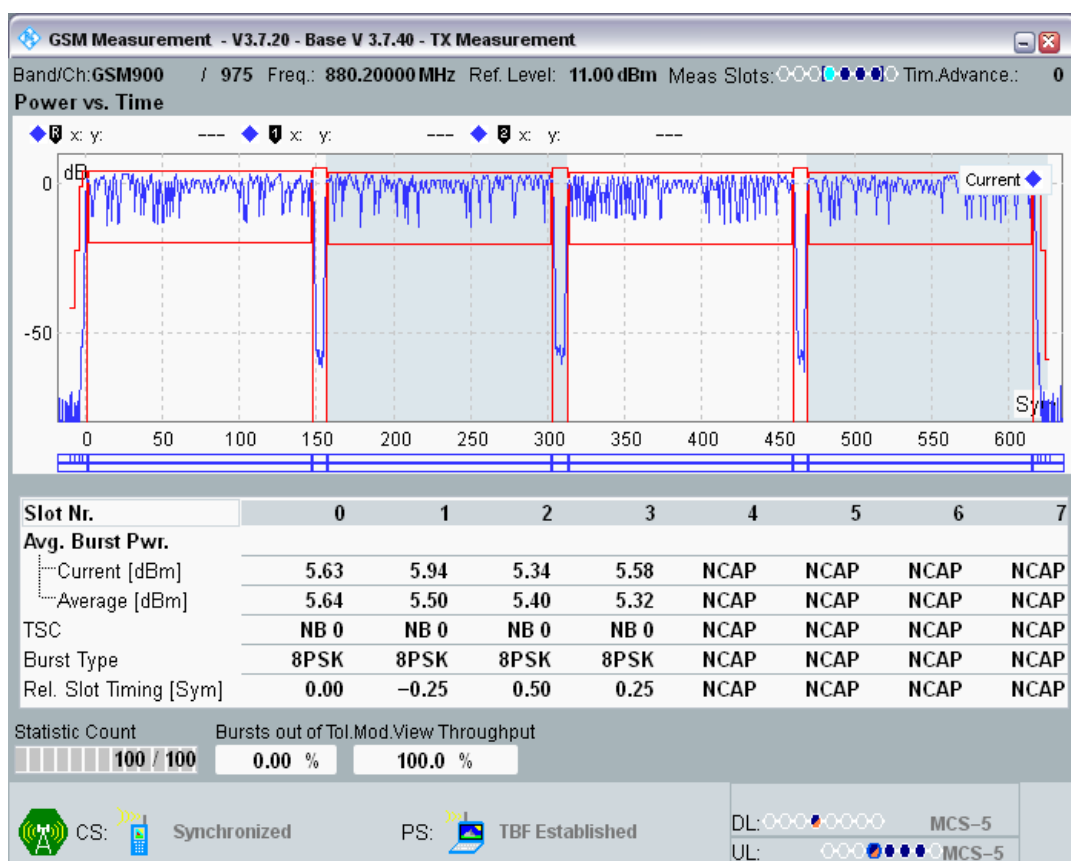 GSM Measurement - V3.7.20 - Base V 3.7.40 - TX Measurement
Band/Ch:GSM900 / 975 Freq.: 880.20000 MHz Ref. Level: 11.00 dBm Meas Slots: Tim.Advance.: 0
Power vs. Time
R x: y: --- 1 x: y: --- 2 x: y: ---
Current
0
-50
0 50 100 150 200 250 300 350 400 450 500 550 600
Slot Nr. 0 1 2 3 4 5 6 7
Avg. Burst Pwr.
Current [dBm] 5.63 5.94 5.34 5.58 NCAP NCAP NCAP NCAP
Average [dBm] 5.64 5.50 5.40 5.32 NCAP NCAP NCAP NCAP
TSC NB 0 NB 0 NB 0 NB 0 NCAP NCAP NCAP NCAP
Burst Type 8PSK 8PSK 8PSK 8PSK NCAP NCAP NCAP NCAP
Rel. Slot Timing [Sym] 0.00 −0.25 0.50 0.25 NCAP NCAP NCAP NCAP
Statistic Count Bursts out of Tol.Mod.View Throughput
100 / 100 0.00 % 100.0 %
CS: Synchronized PS: TBF Established DL: MCS−5
UL: MCS−5